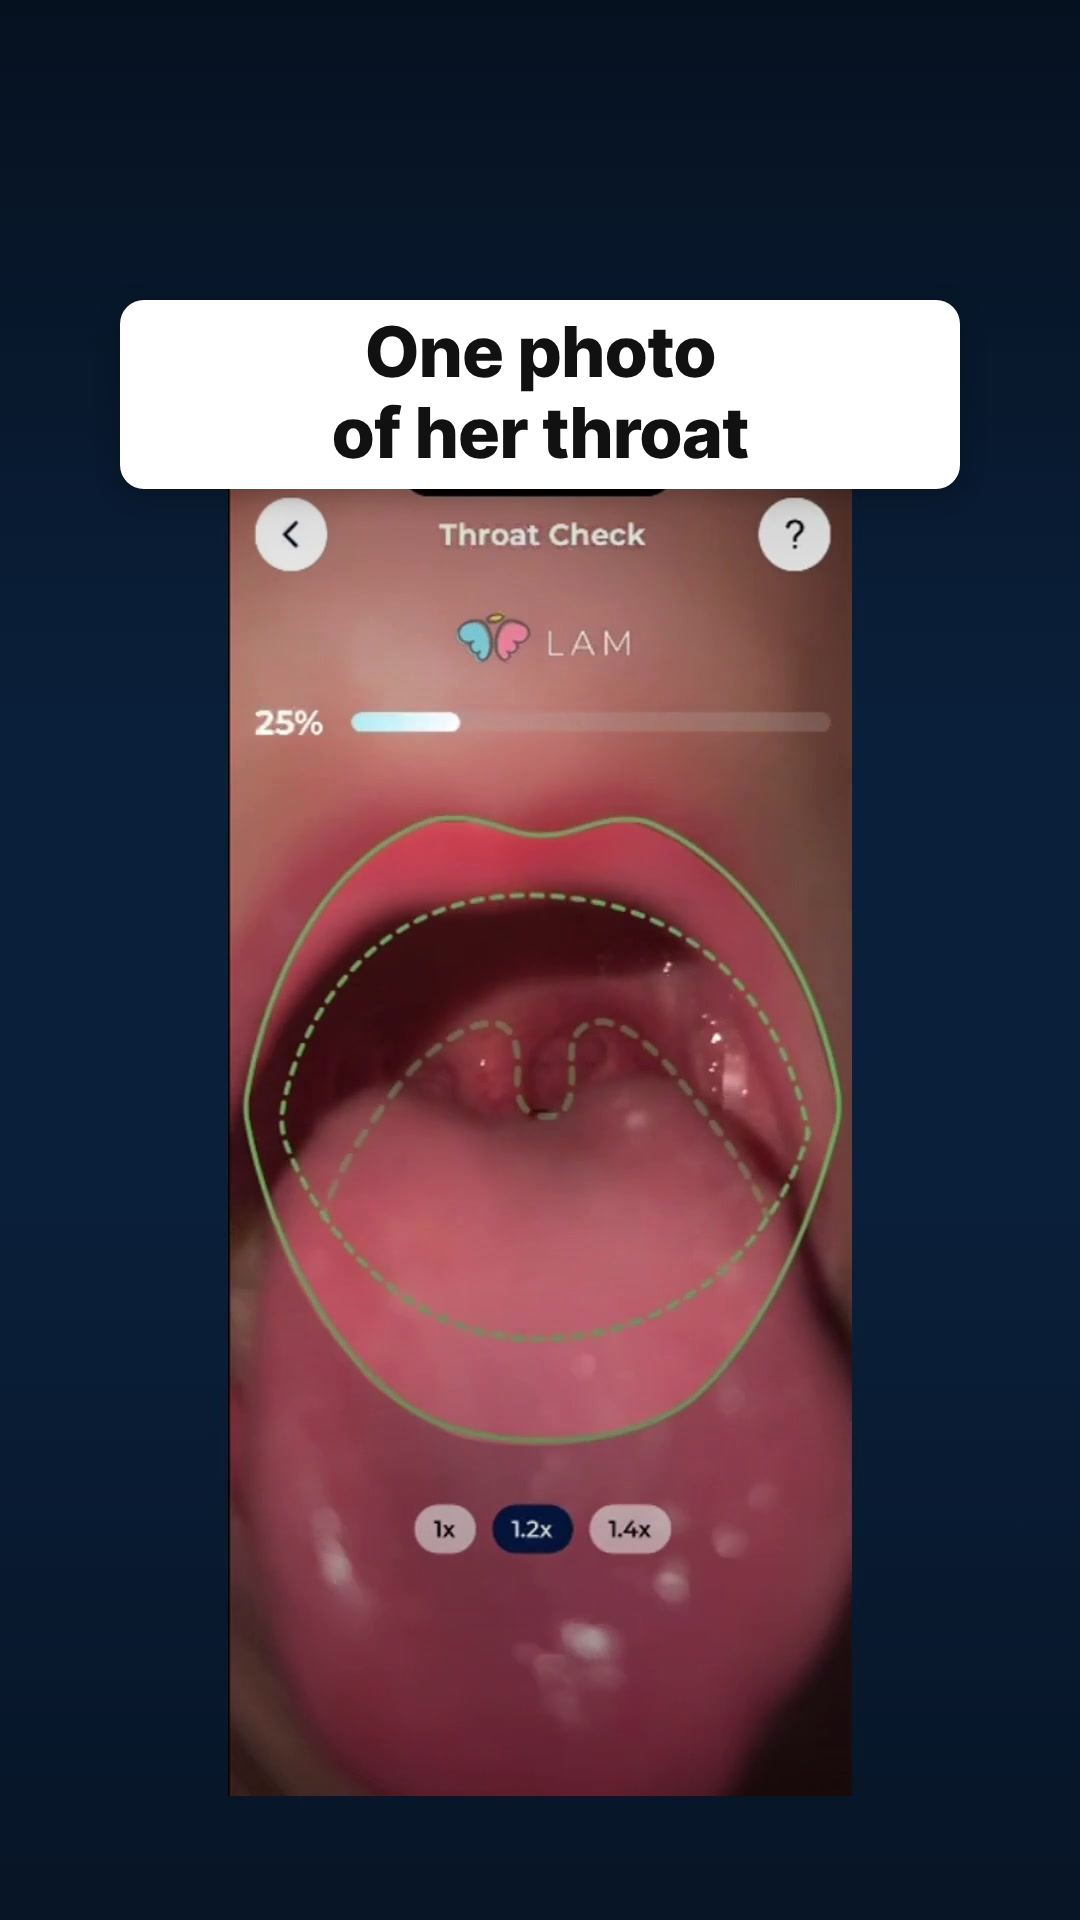 One photo
of her throat
Throat Check
?
LAM
25%
1x 1.2x 1.4x